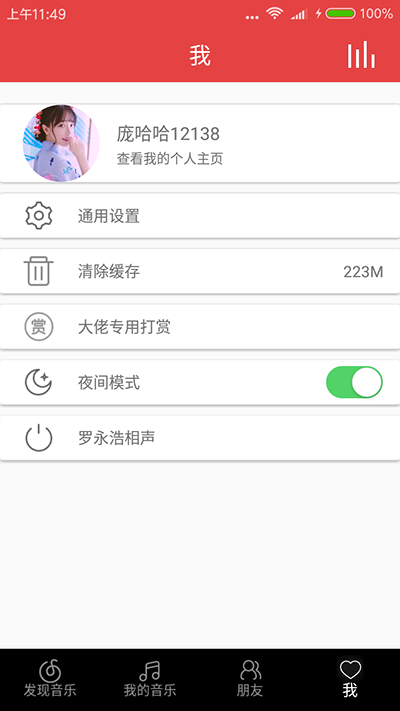 上午11:49
100%
我
庞哈哈12138
查看我的个人主页
通用设置
清除缓存
223M
赏
大佬专用打赏
夜间模式
罗永浩相声
发现音乐
我的音乐
朋友
我